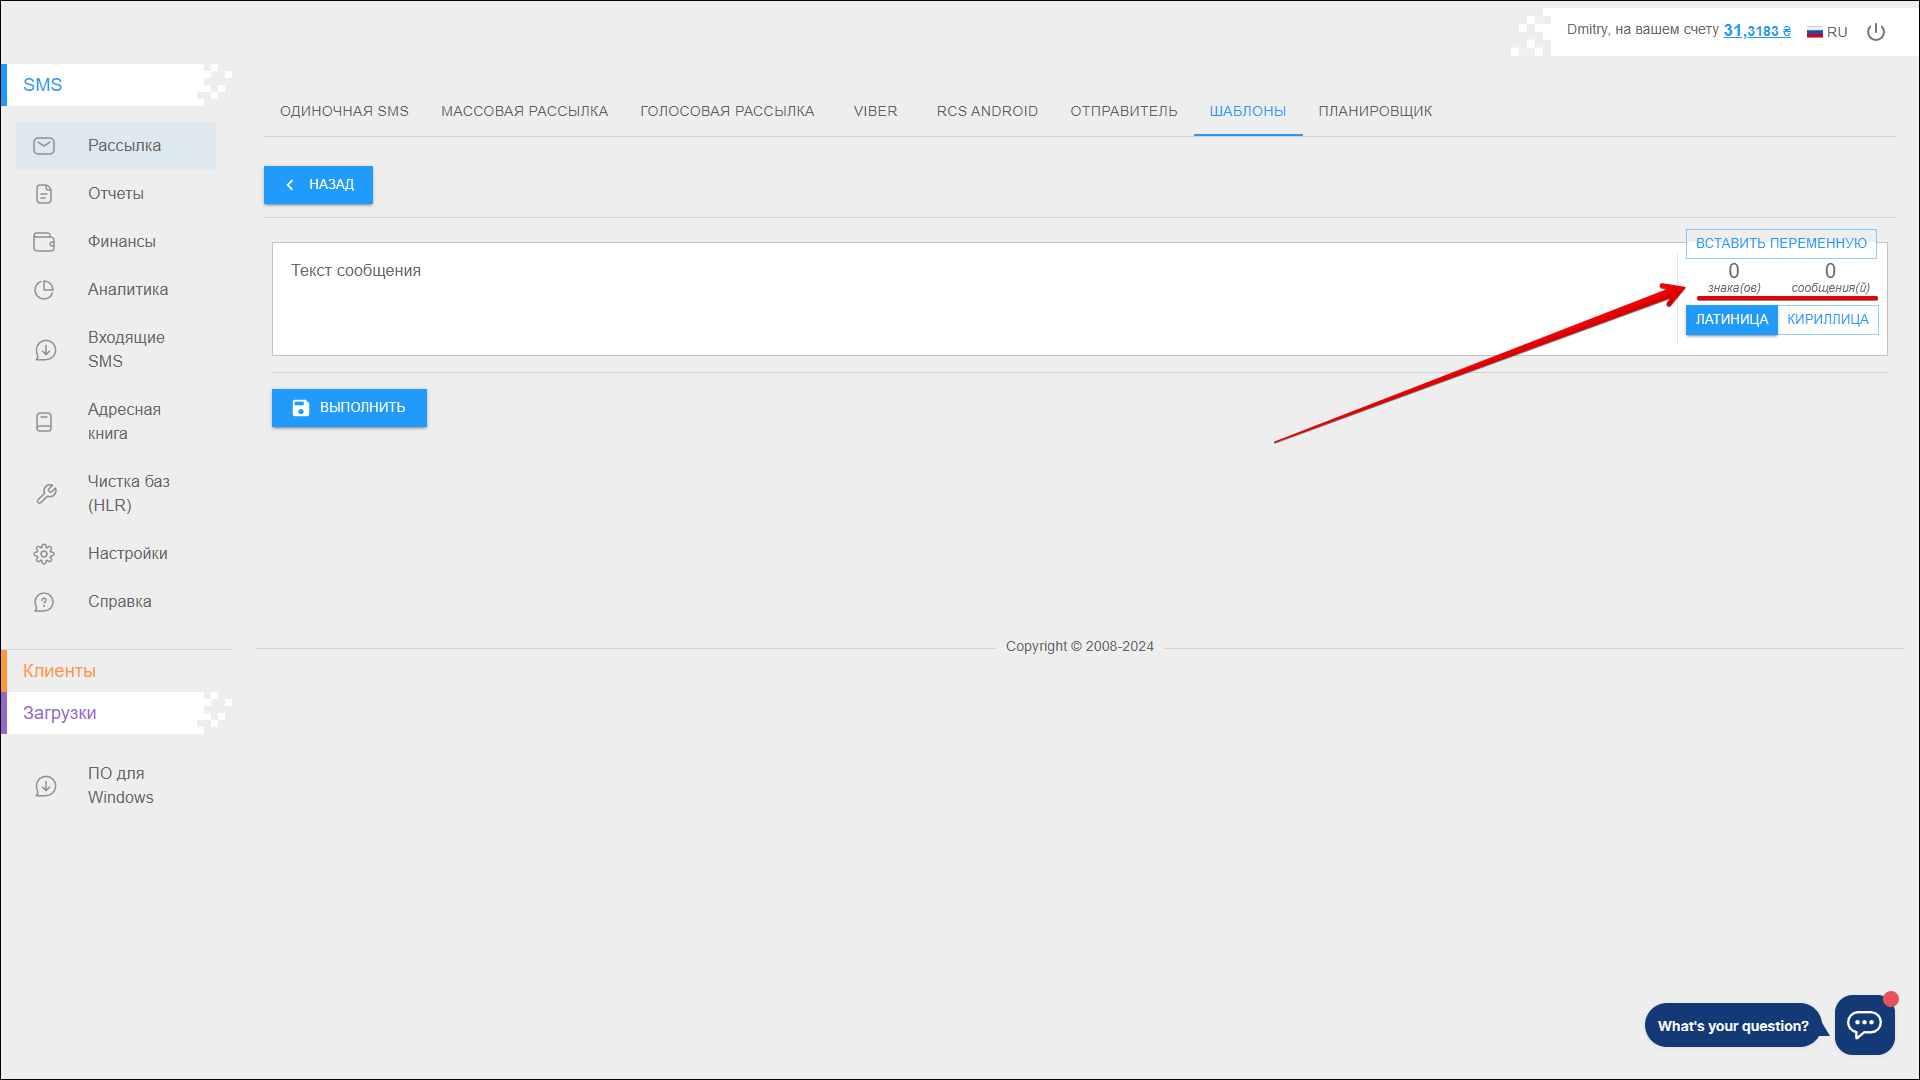 Dmitry, на вашем счету 31,3183 ₴
RU
SMS
ОДИНОЧНАЯ SMS
МАССОВАЯ РАССЫЛКА
ГОЛОСОВАЯ РАССЫЛКА
VIBER
RCS ANDROID
ОТПРАВИТЕЛЬ
ШАБЛОНЫ
ПЛАНИРОВЩИК
Рассылка
Отчеты
Финансы
Аналитика
Входящие
SMS
Адресная
книга
Чистка баз
(HLR)
Настройки
Справка
Клиенты
Загрузки
ПО для
Windows
НАЗАД
Текст сообщения
ВСТАВИТЬ ПЕРЕМЕННУЮ
0
знака(ов)
0
сообщения(й)
ЛАТИНИЦА
КИРИЛЛИЦА
ВЫПОЛНИТЬ
Copyright © 2008-2024
What's your question?